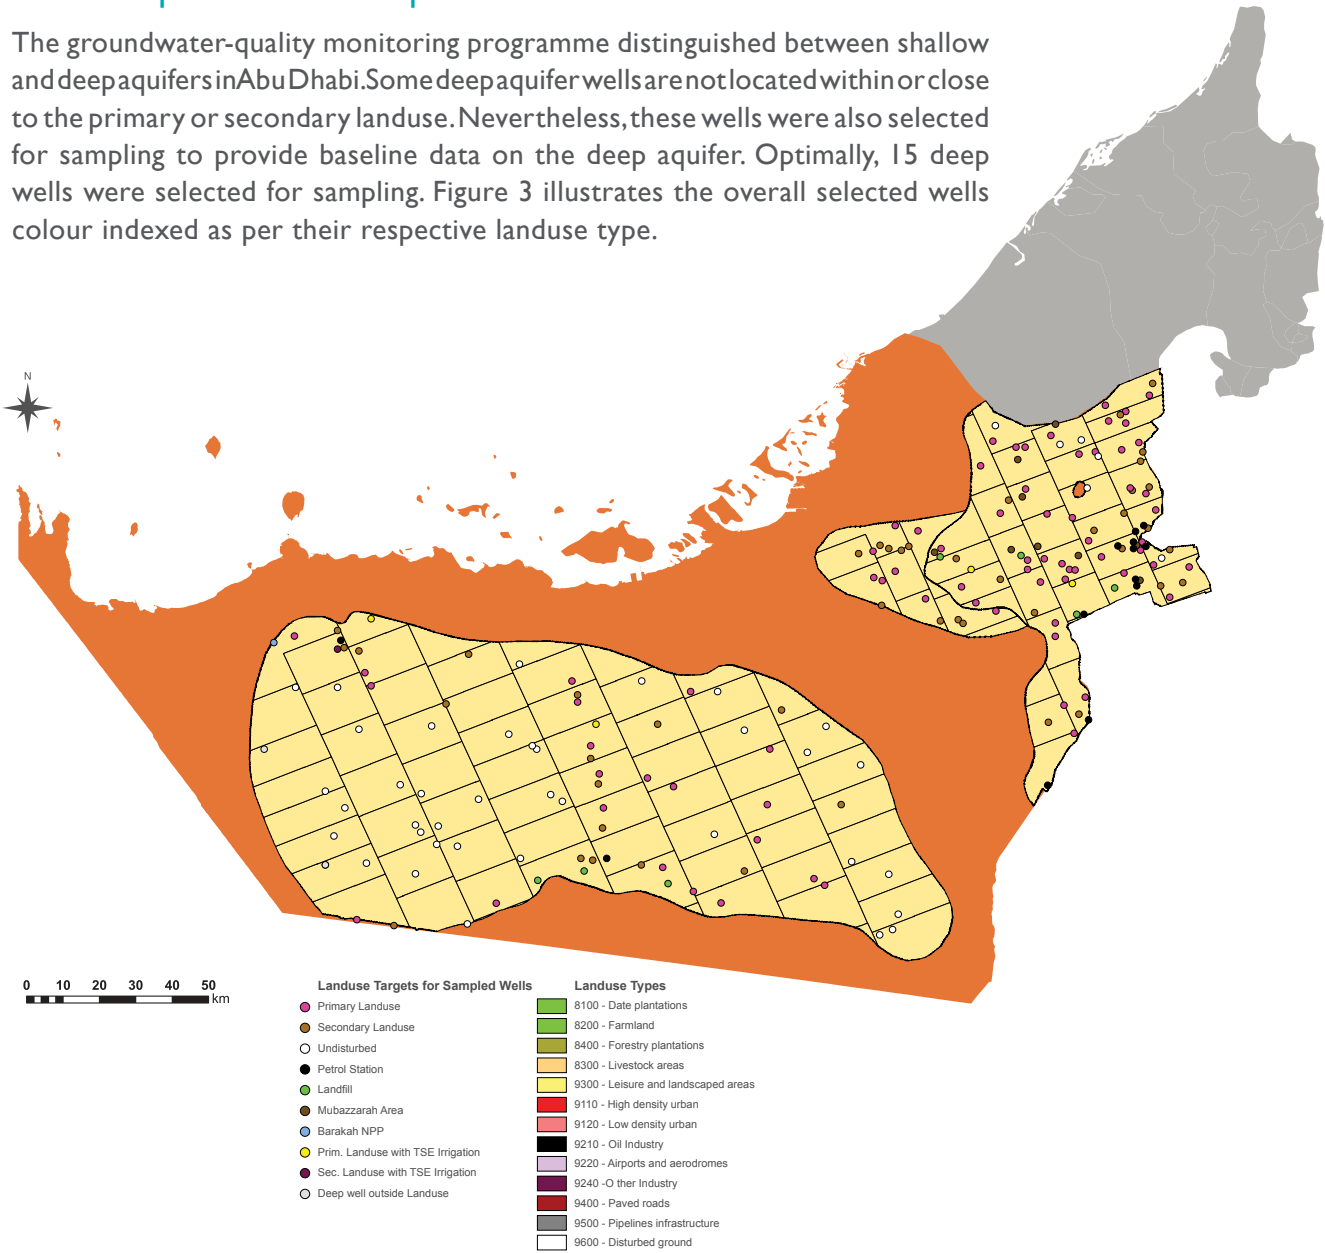 The groundwater-quality monitoring programme distinguished between shallow
and deep aquifers in Abu Dhabi. Some deep aquifer wells are not located within or close
to the primary or secondary landuse. Nevertheless, these wells were also selected
for sampling to provide baseline data on the deep aquifer. Optimally, 15 deep
wells were selected for sampling. Figure 3 illustrates the overall selected wells
colour indexed as per their respective landuse type.
N
0 10 20 30 40 50
km
Landuse Targets for Sampled Wells
Primary Landuse
Secondary Landuse
Undisturbed
Petrol Station
Landfill
Mubazzarah Area
Barakah NPP
Prim. Landuse with TSE Irrigation
Sec. Landuse with TSE Irrigation
Deep well outside Landuse
Landuse Types
8100 - Date plantations
8200 - Farmland
8400 - Forestry plantations
8300 - Livestock areas
9300 - Leisure and landscaped areas
9110 - High density urban
9120 - Low density urban
9210 - Oil Industry
9220 - Airports and aerodromes
9240 -O ther Industry
9400 - Paved roads
9500 - Pipelines infrastructure
9600 - Disturbed ground